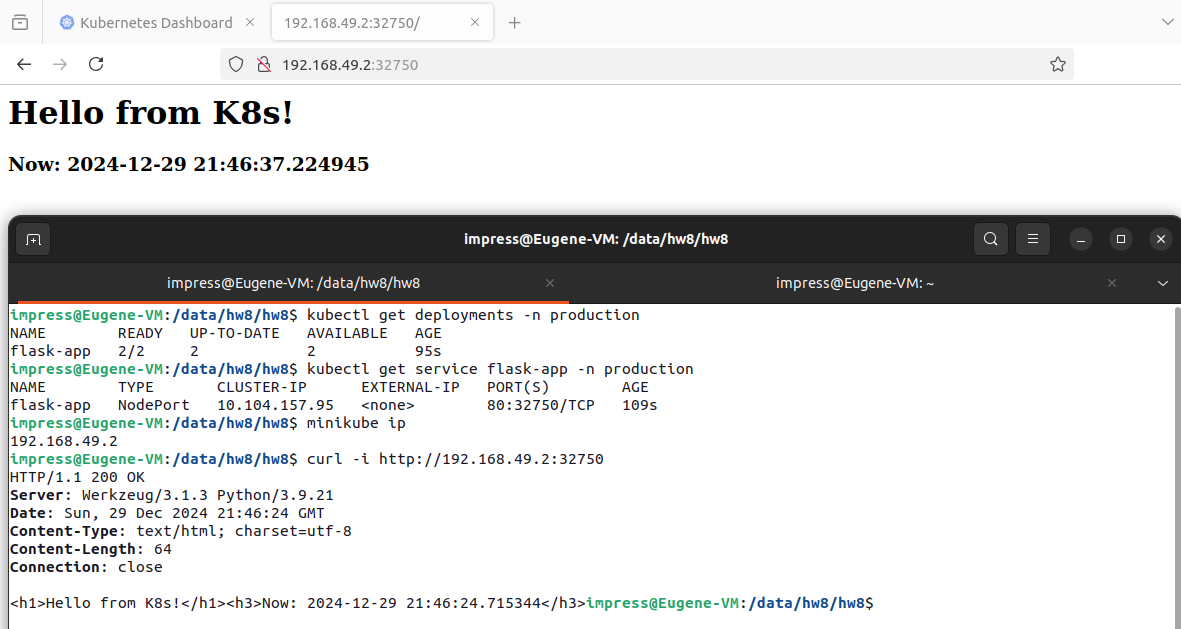 Kubernetes Dashboard
192.168.49.2:32750/
192.168.49.2:32750
Hello from K8s!
Now: 2024-12-29 21:46:37.224945
impress@Eugene-VM: /data/hw8/hw8
impress@Eugene-VM: /data/hw8/hw8
impress@Eugene-VM: ~
impress@Eugene-VM:/data/hw8/hw8$ kubectl get deployments -n production
NAME        READY   UP-TO-DATE   AVAILABLE   AGE
flask-app   2/2     2            2           95s
impress@Eugene-VM:/data/hw8/hw8$ kubectl get service flask-app -n production
NAME        TYPE       CLUSTER-IP      EXTERNAL-IP   PORT(S)        AGE
flask-app   NodePort   10.104.157.95   <none>        80:32750/TCP   109s
impress@Eugene-VM:/data/hw8/hw8$ minikube ip
192.168.49.2
impress@Eugene-VM:/data/hw8/hw8$ curl -i http://192.168.49.2:32750
HTTP/1.1 200 OK
Server: Werkzeug/3.1.3 Python/3.9.21
Date: Sun, 29 Dec 2024 21:46:24 GMT
Content-Type: text/html; charset=utf-8
Content-Length: 64
Connection: close
<h1>Hello from K8s!</h1><h3>Now: 2024-12-29 21:46:24.715344</h3>impress@Eugene-VM:/data/hw8/hw8$